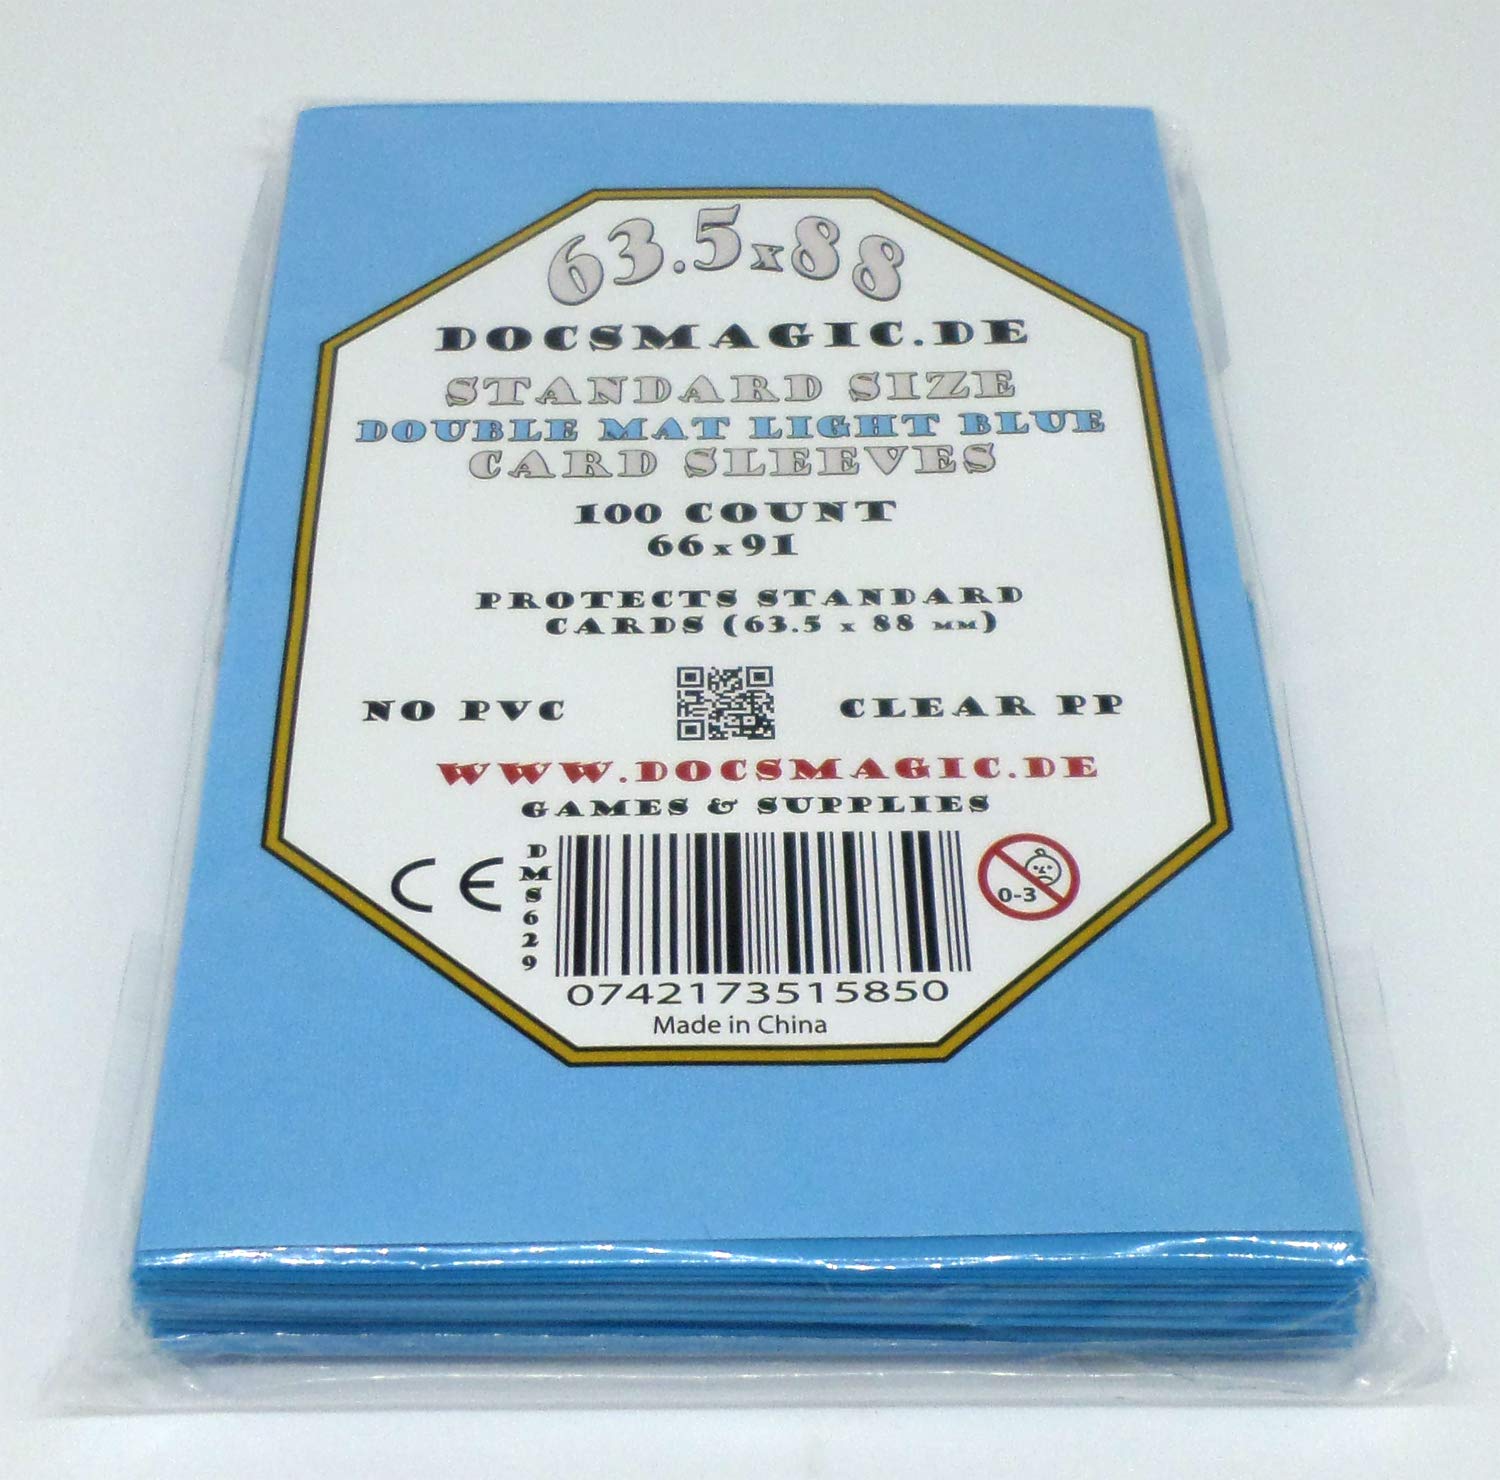 63.5x88
DOCSMAGIC.DE
STANDARD SIZE
DOUBLE MAT LIGHT BLUE
CARD SLEEVES
100 COUNT
66x91
PROTECTS STANDARD
CARDS (63.5 x 88 MM)
NO PVC
CLEAR PP
WWW.DOCSMAGIC.DE
GAMES & SUPPLIES
CE
DMS629
0-3
0742173515850
Made in China